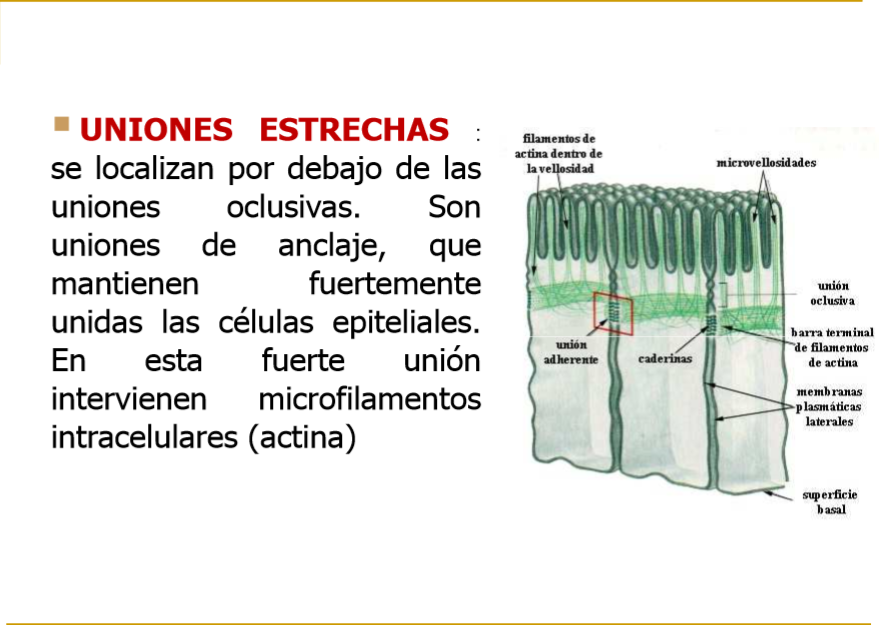 UNIONES ESTRECHAS :
se localizan por debajo de las
uniones oclusivas. Son
uniones de anclaje, que
mantienen fuertemente
unidas las células epiteliales.
En esta fuerte unión
intervienen microfilamentos
intracelulares (actina)
filamentos de
actina dentro de
la vellosidad
microvellosidades
unión
oclusiva
barra terminal
de filamentos
de actina
unión
adherente
caderinas
membranas
plasmáticas
laterales
superficie
basal